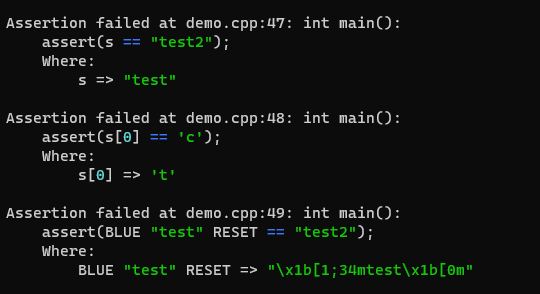 Assertion failed at demo.cpp:47: int main():
    assert(s == "test2");
    Where:
        s => "test"

Assertion failed at demo.cpp:48: int main():
    assert(s[0] == 'c');
    Where:
        s[0] => 't'

Assertion failed at demo.cpp:49: int main():
    assert(BLUE "test" RESET == "test2");
    Where:
        BLUE "test" RESET => "\x1b[1;34mtest\x1b[0m"